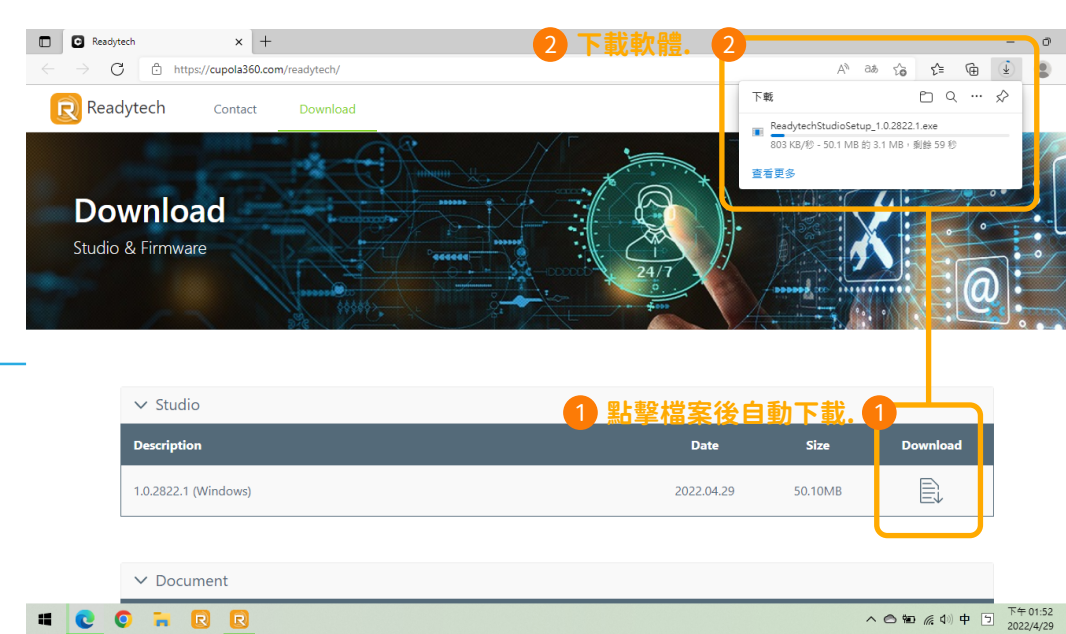 Readytech
2 下載軟體. 2
https://cupola360.com/readytech/
Readytech Contact Download
下載
ReadytechStudioSetup_1.0.2822.1.exe
803 KB/秒 - 50.1 MB 的 3.1 MB，剩餘 59 秒
查看更多
Download
Studio & Firmware
24/7
@
Studio
1 點擊檔案後自動下載. 1
Description Date Size Download
1.0.2822.1 (Windows) 2022.04.29 50.10MB
Document
中
下午 01:52
2022/4/29